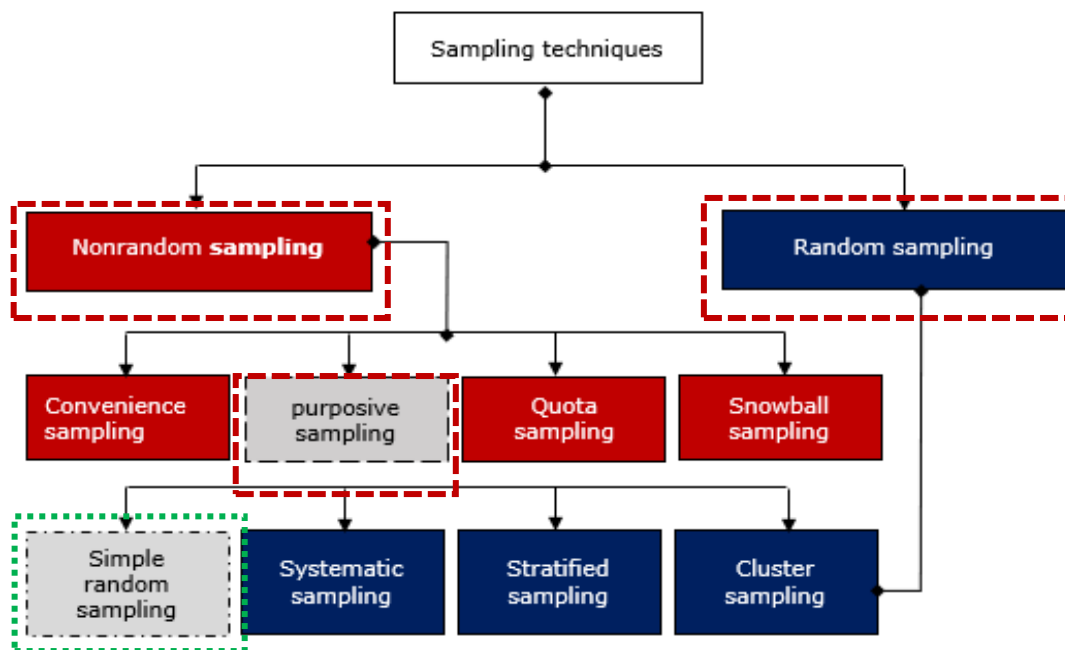 Sampling techniques
Nonrandom sampling
Random sampling
Convenience
sampling
purposive
sampling
Quota
sampling
Snowball
sampling
Simple
random
sampling
Systematic
sampling
Stratified
sampling
Cluster
sampling